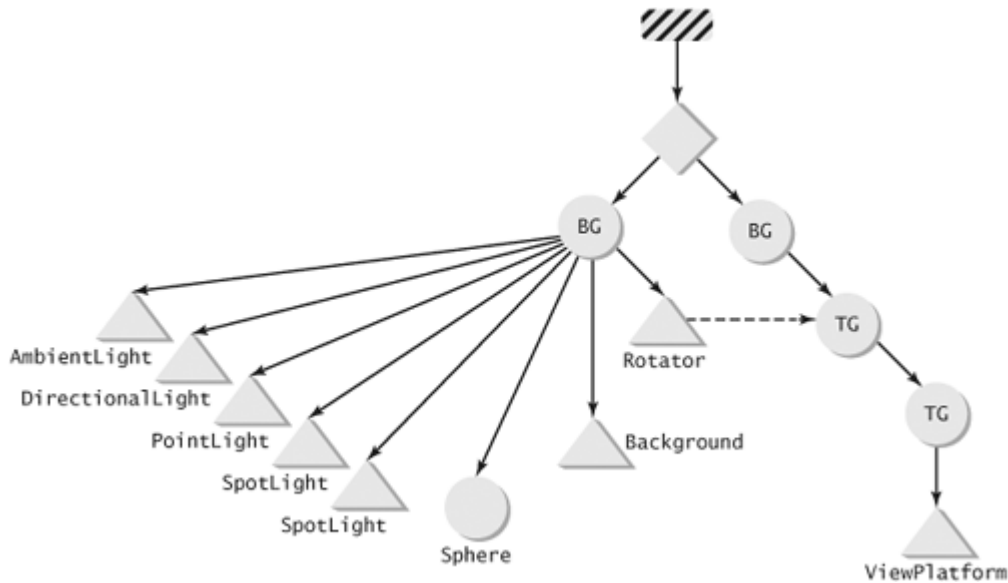 BG
BG
TG
AmbientLight
Rotator
DirectionalLight
TG
PointLight
Background
SpotLight
SpotLight
Sphere
ViewPlatform